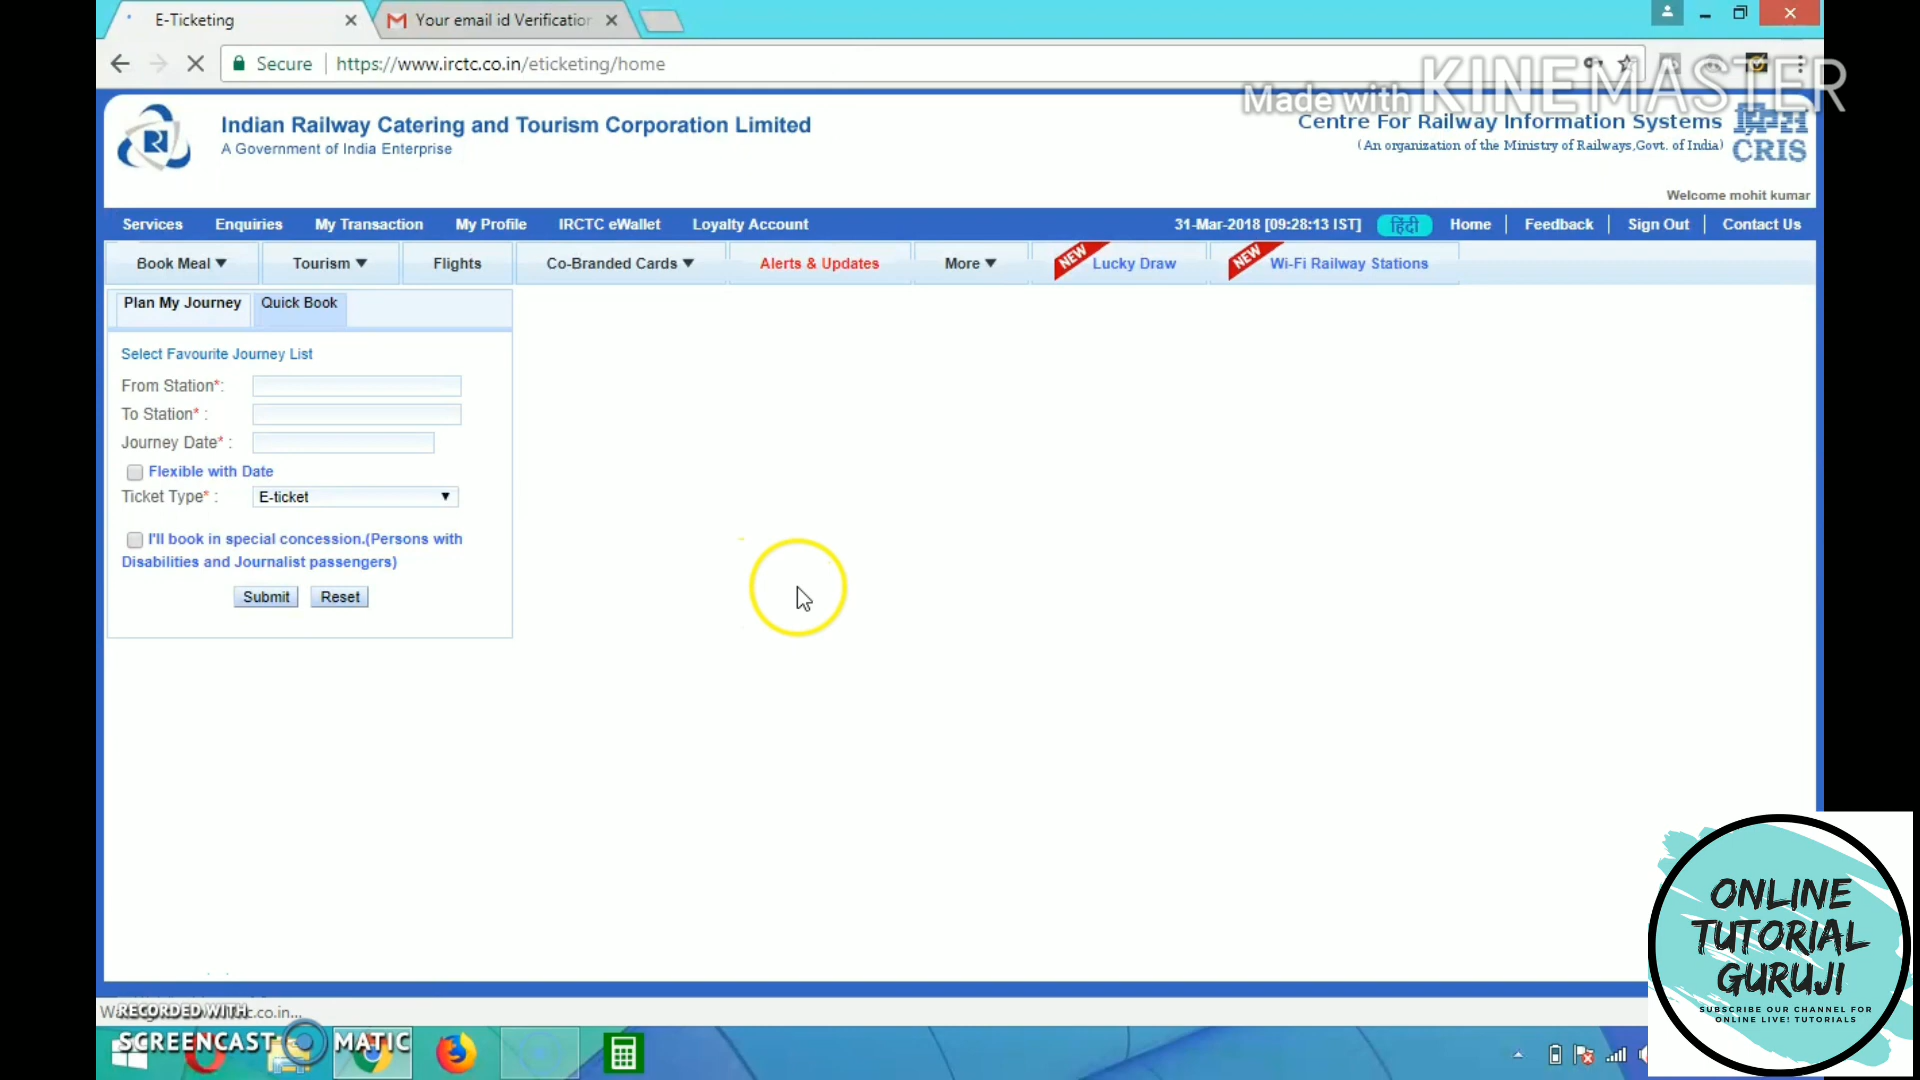 E-Ticketing
Your email id Verification
Secure https://www.irctc.co.in/eticketing/home
Made with KINEMASTER
Indian Railway Catering and Tourism Corporation Limited
A Government of India Enterprise
Centre For Railway Information Systems
(An organization of the Ministry of Railways,Govt. of India)
CRIS
Welcome mohit kumar
Services Enquiries My Transaction My Profile IRCTC eWallet Loyalty Account 31-Mar-2018 [09:28:13 IST] हिंदी Home Feedback Sign Out Contact Us
Book Meal Tourism Flights Co-Branded Cards Alerts & Updates More NEW Lucky Draw NEW Wi-Fi Railway Stations
Plan My Journey Quick Book
Select Favourite Journey List
From Station*:
To Station* :
Journey Date* :
Flexible with Date
Ticket Type* : E-ticket
I'll book in special concession.(Persons with
Disabilities and Journalist passengers)
Submit Reset
RECORDED WITH
SCREENCAST MATIC
ONLINE
TUTORIAL
GURUJI
SUBSCRIBE OUR CHANNEL FOR
ONLINE LIVE! TUTORIALS